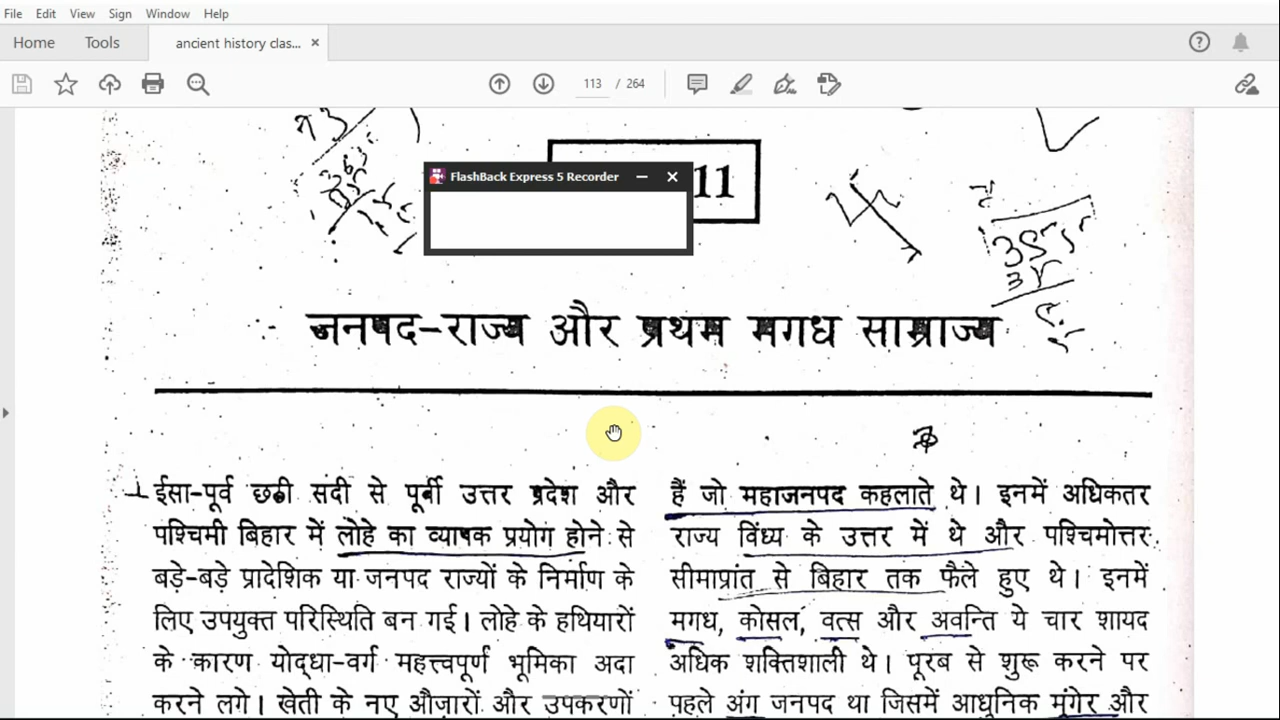 File Edit View Sign Window Help
Home Tools ancient history clas... ×
113 / 264
FlashBack Express 5 Recorder
11
जनपद-राज्य और प्रथम मगध साम्राज्य
ईसा-पूर्व छठी सदी से पूर्वी उत्तर प्रदेश और
पश्चिमी बिहार में लोहे का व्यापक प्रयोग होने से
बड़े-बड़े प्रादेशिक या जनपद राज्यों के निर्माण के
लिए उपयुक्त परिस्थिति बन गई। लोहे के हथियारों
के कारण योद्धा-वर्ग महत्त्वपूर्ण भूमिका अदा
करने लगे। खेती के नए औजारों और उपकरणों
हैं जो महाजनपद कहलाते थे। इनमें अधिकतर
राज्य विंध्य के उत्तर में थे और पश्चिमोत्तर
सीमाप्रांत से बिहार तक फैले हुए थे। इनमें
मगध, कोसल, वत्स और अवन्ति ये चार शायद
अधिक शक्तिशाली थे। पूरब से शुरू करने पर
पहले अंग जनपद था जिसमें आधुनिक मुंगेर और